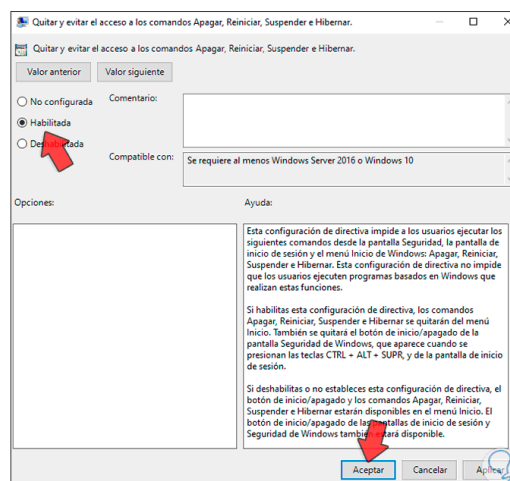 Quitar y evitar el acceso a los comandos Apagar, Reiniciar, Suspender e Hibernar.
Quitar y evitar el acceso a los comandos Apagar, Reiniciar, Suspender e Hibernar.
Valor anterior
Valor siguiente
No configurada
Comentario:
Habilitada
Deshabilitada
Compatible con:
Se requiere al menos Windows Server 2016 o Windows 10
Opciones:
Ayuda:
Esta configuración de directiva impide a los usuarios ejecutar los
siguientes comandos desde la pantalla Seguridad, la pantalla de
inicio de sesión y el menú Inicio de Windows: Apagar, Reiniciar,
Suspender e Hibernar. Esta configuración de directiva no impide
que los usuarios ejecuten programas basados en Windows que
realizan estas funciones.
Si habilitas esta configuración de directiva, los comandos
Apagar, Reiniciar, Suspender e Hibernar se quitarán del menú
Inicio. También se quitará el botón de inicio/apagado de la
pantalla Seguridad de Windows, que aparece cuando se
presionan las teclas CTRL + ALT + SUPR, y de la pantalla de inicio
de sesión.
Si deshabilitas o no estableces esta configuración de directiva, el
botón de inicio/apagado y los comandos Apagar, Reiniciar,
Suspender e Hibernar estarán disponibles en el menú Inicio. El
botón de inicio/apagado de las pantallas de inicio de sesión y
Seguridad de Windows también estará disponible.
Aceptar
Cancelar
Aplicar